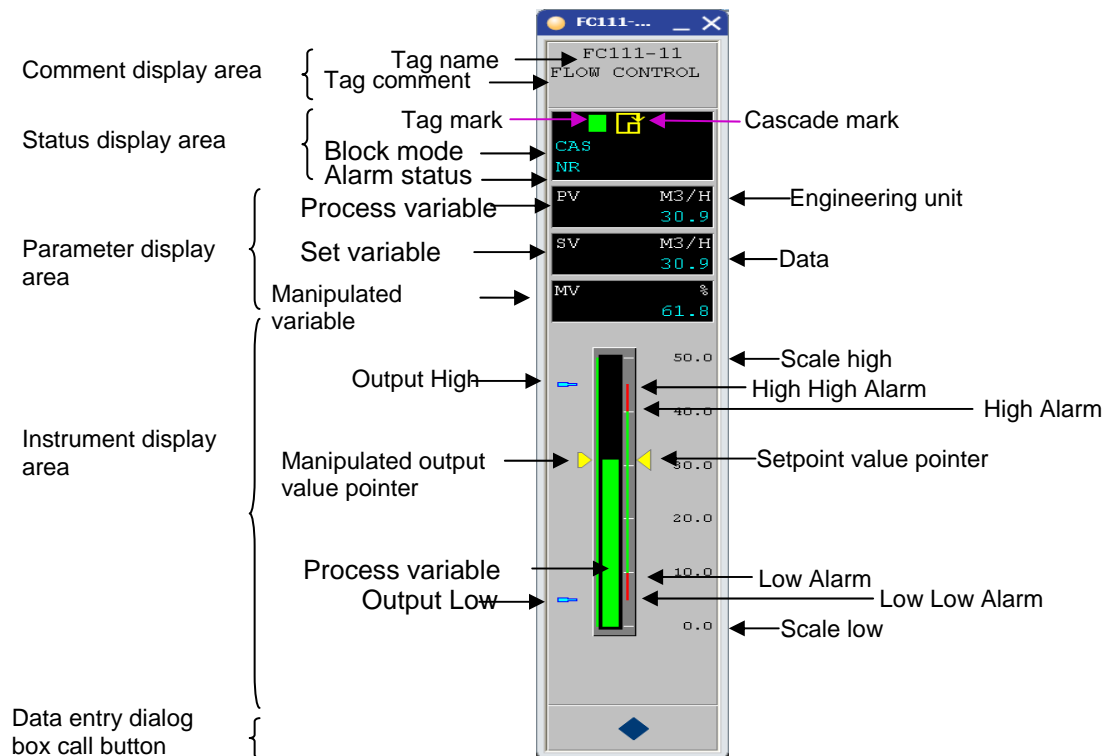 FC111-...
FC111-11
FLOW CONTROL
Comment display area
Tag name
Tag comment
Status display area
Tag mark
Cascade mark
Block mode
CAS
Alarm status
NR
Parameter display
area
Process variable
PV M3/H
30.9
Engineering unit
Set variable
SV M3/H
30.9
Data
Manipulated
variable
MV %
61.8
Instrument display
area
50.0
Scale high
Output High
High High Alarm
40.0
High Alarm
Manipulated output
value pointer
30.0
Setpoint value pointer
20.0
Process variable
10.0
Low Alarm
Output Low
Low Low Alarm
0.0
Scale low
Data entry dialog
box call button